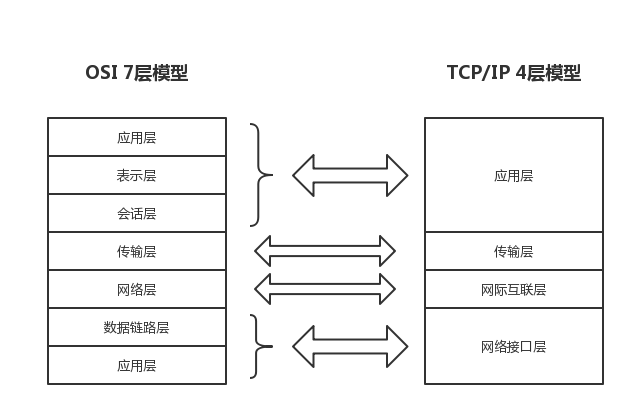 OSI 7层模型
TCP/IP 4层模型
应用层
表示层
会话层
传输层
网络层
数据链路层
应用层
应用层
传输层
网际互联层
网络接口层